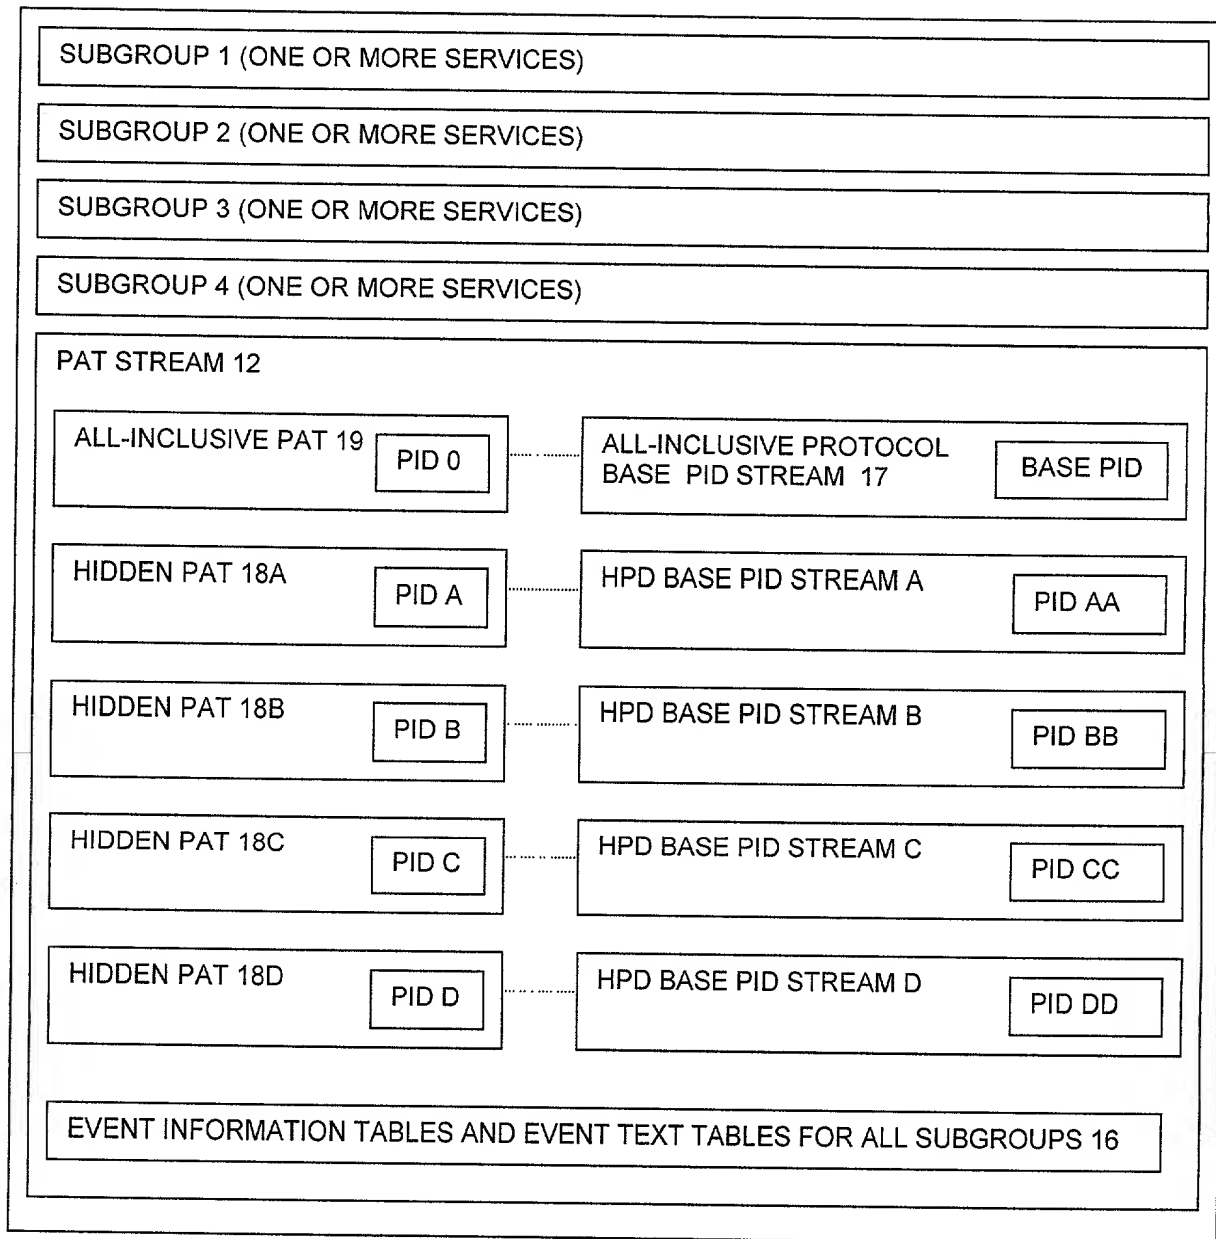 SUBGROUP 1 (ONE OR MORE SERVICES)
SUBGROUP 2 (ONE OR MORE SERVICES)
SUBGROUP 3 (ONE OR MORE SERVICES)
SUBGROUP 4 (ONE OR MORE SERVICES)
PAT STREAM 12
ALL-INCLUSIVE PAT 19
PID 0
ALL-INCLUSIVE PROTOCOL
BASE PID STREAM 17
BASE PID
HIDDEN PAT 18A
PID A
HPD BASE PID STREAM A
PID AA
HIDDEN PAT 18B
PID B
HPD BASE PID STREAM B
PID BB
HIDDEN PAT 18C
PID C
HPD BASE PID STREAM C
PID CC
HIDDEN PAT 18D
PID D
HPD BASE PID STREAM D
PID DD
EVENT INFORMATION TABLES AND EVENT TEXT TABLES FOR ALL SUBGROUPS 16